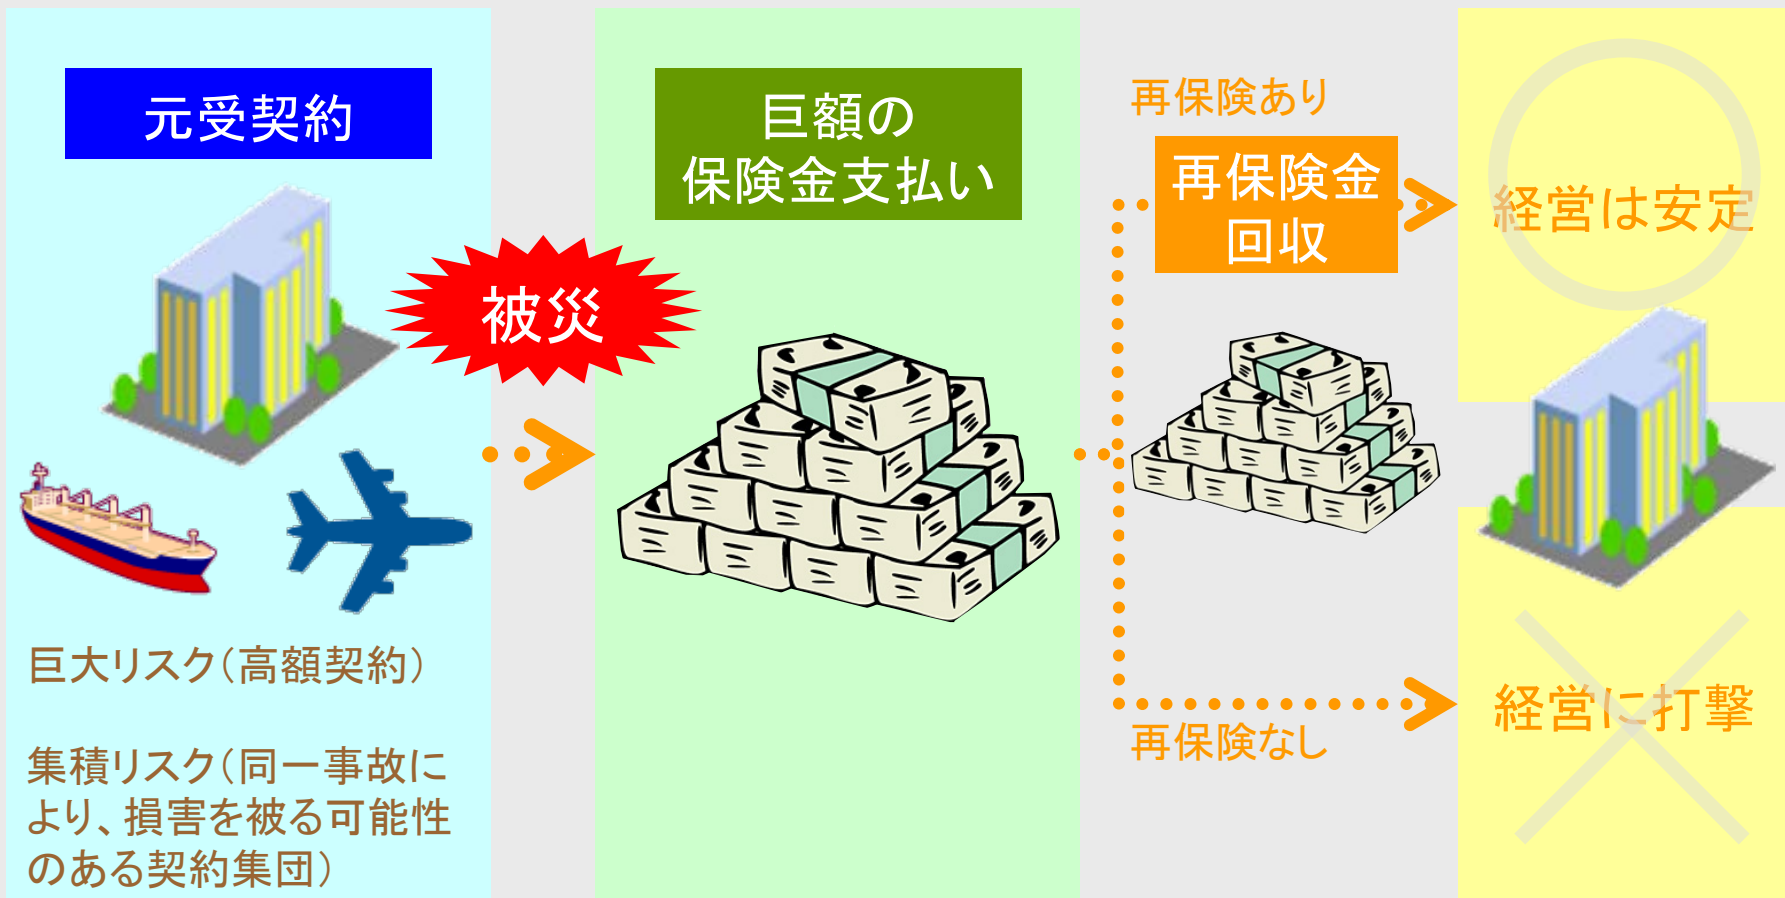 元受契約
巨大リスク（高額契約）
集積リスク（同一事故に
より、損害を被る可能性
のある契約集団）
被災
巨額の
保険金支払い
再保険あり
再保険金
回収
経営は安定
再保険なし
経営に打撃